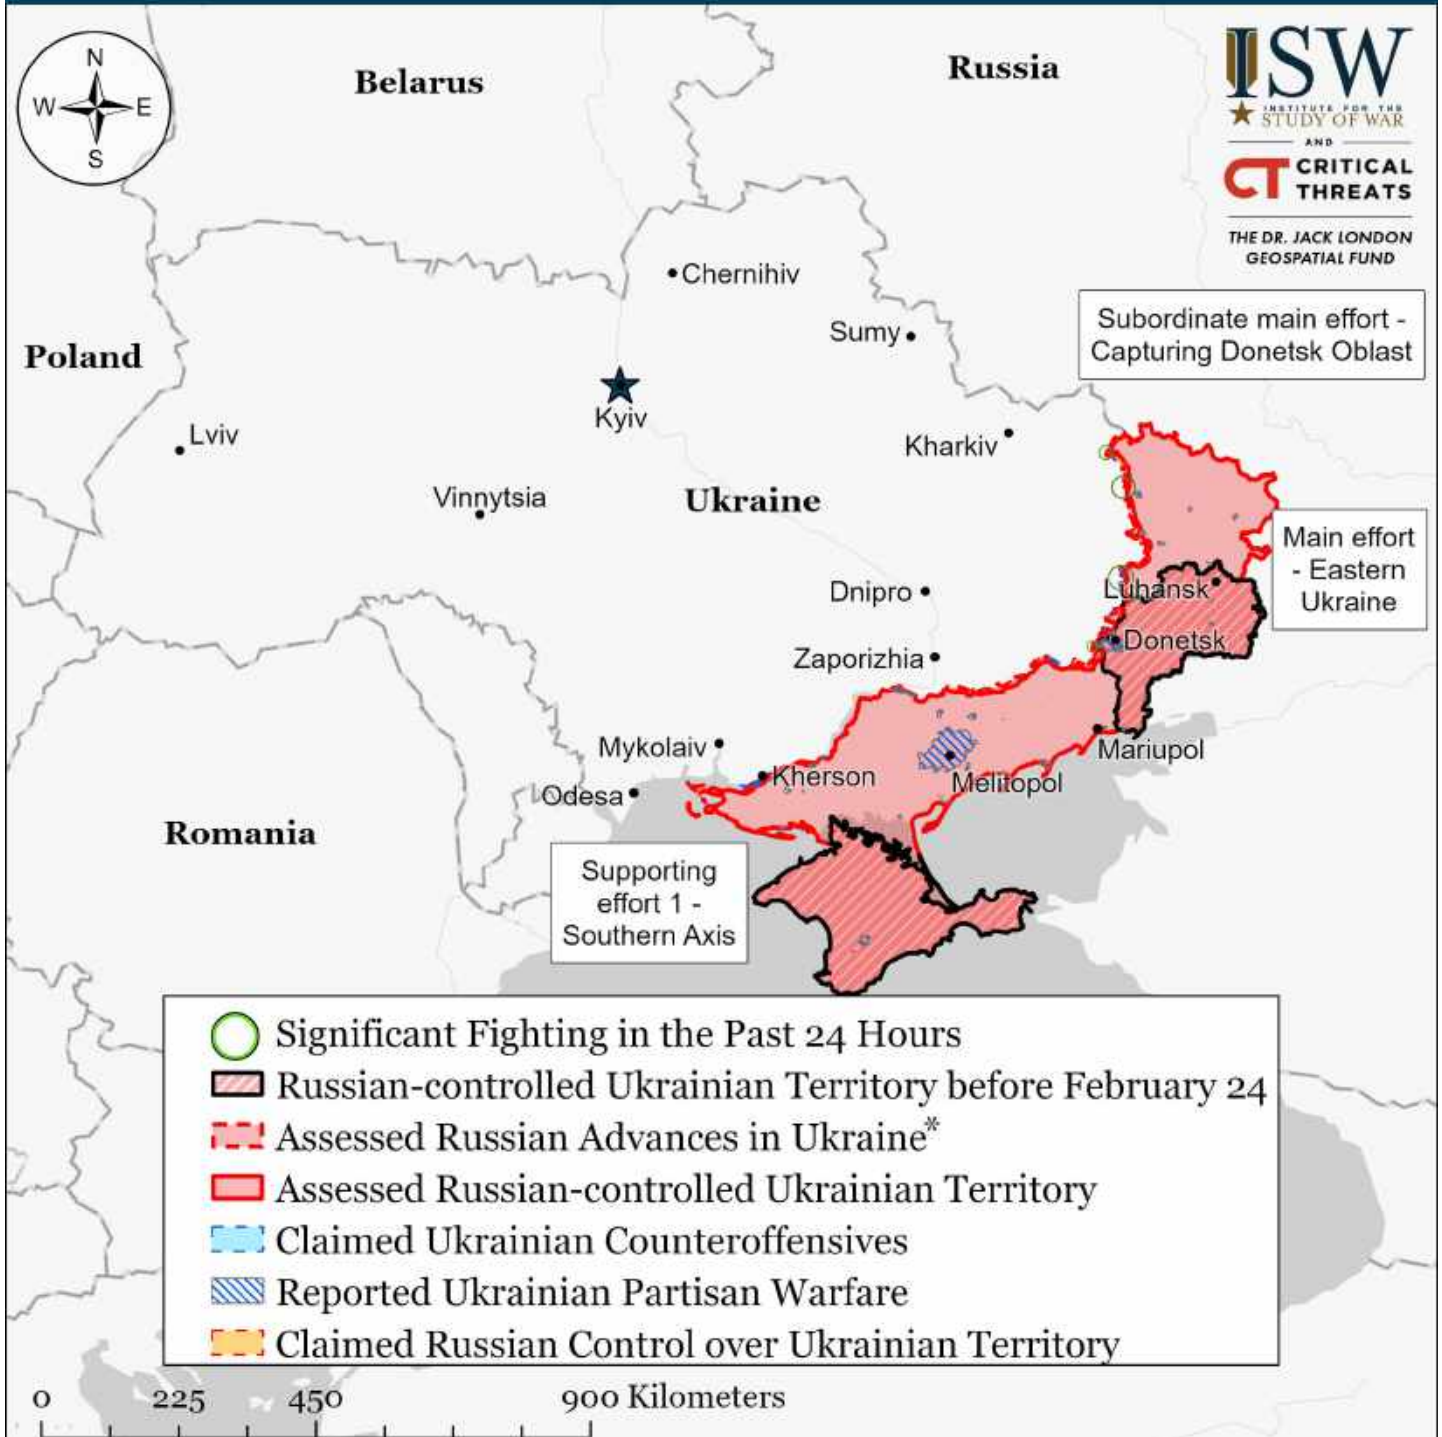 N
W E
S
Belarus
Russia
ISW
INSTITUTE FOR THE
STUDY OF WAR
AND
CT CRITICAL
THREATS
THE DR. JACK LONDON
GEOSPATIAL FUND
Chernihiv
Subordinate main effort -
Capturing Donetsk Oblast
Sumy
Poland
Kyiv
Lviv
Kharkiv
Vinnytsia
Ukraine
Main effort
- Eastern
Ukraine
Dnipro
Luhansk
Donetsk
Zaporizhia
Mykolaiv
Mariupol
Kherson
Melitopol
Odesa
Romania
Supporting
effort 1 -
Southern Axis
Significant Fighting in the Past 24 Hours
Russian-controlled Ukrainian Territory before February 24
Assessed Russian Advances in Ukraine*
Assessed Russian-controlled Ukrainian Territory
Claimed Ukrainian Counteroffensives
Reported Ukrainian Partisan Warfare
Claimed Russian Control over Ukrainian Territory
0 225 450 900 Kilometers